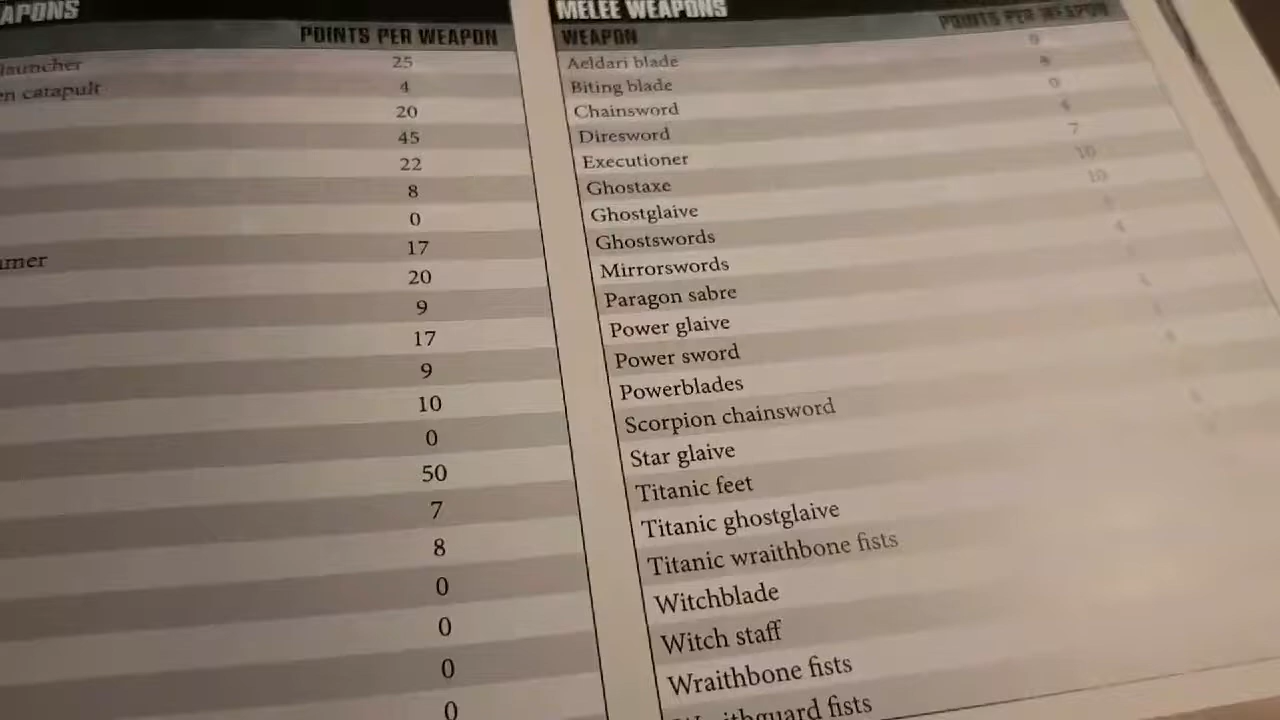 APONS
POINTS PER WEAPON
launcher 25
en catapult 4
20
45
22
8
0
mer 17
20
9
17
9
10
0
50
7
8
0
0
0
0
MELEE WEAPONS
WEAPON POINTS PER WEAPON
Aeldari blade 0
Biting blade
Chainsword 0
Diresword
Executioner 7
Ghostaxe 10
Ghostglaive 10
Ghostswords
Mirrorswords
Paragon sabre
Power glaive
Power sword
Powerblades
Scorpion chainsword
Star glaive
Titanic feet
Titanic ghostglaive
Titanic wraithbone fists
Witchblade
Witch staff
Wraithbone fists
fists